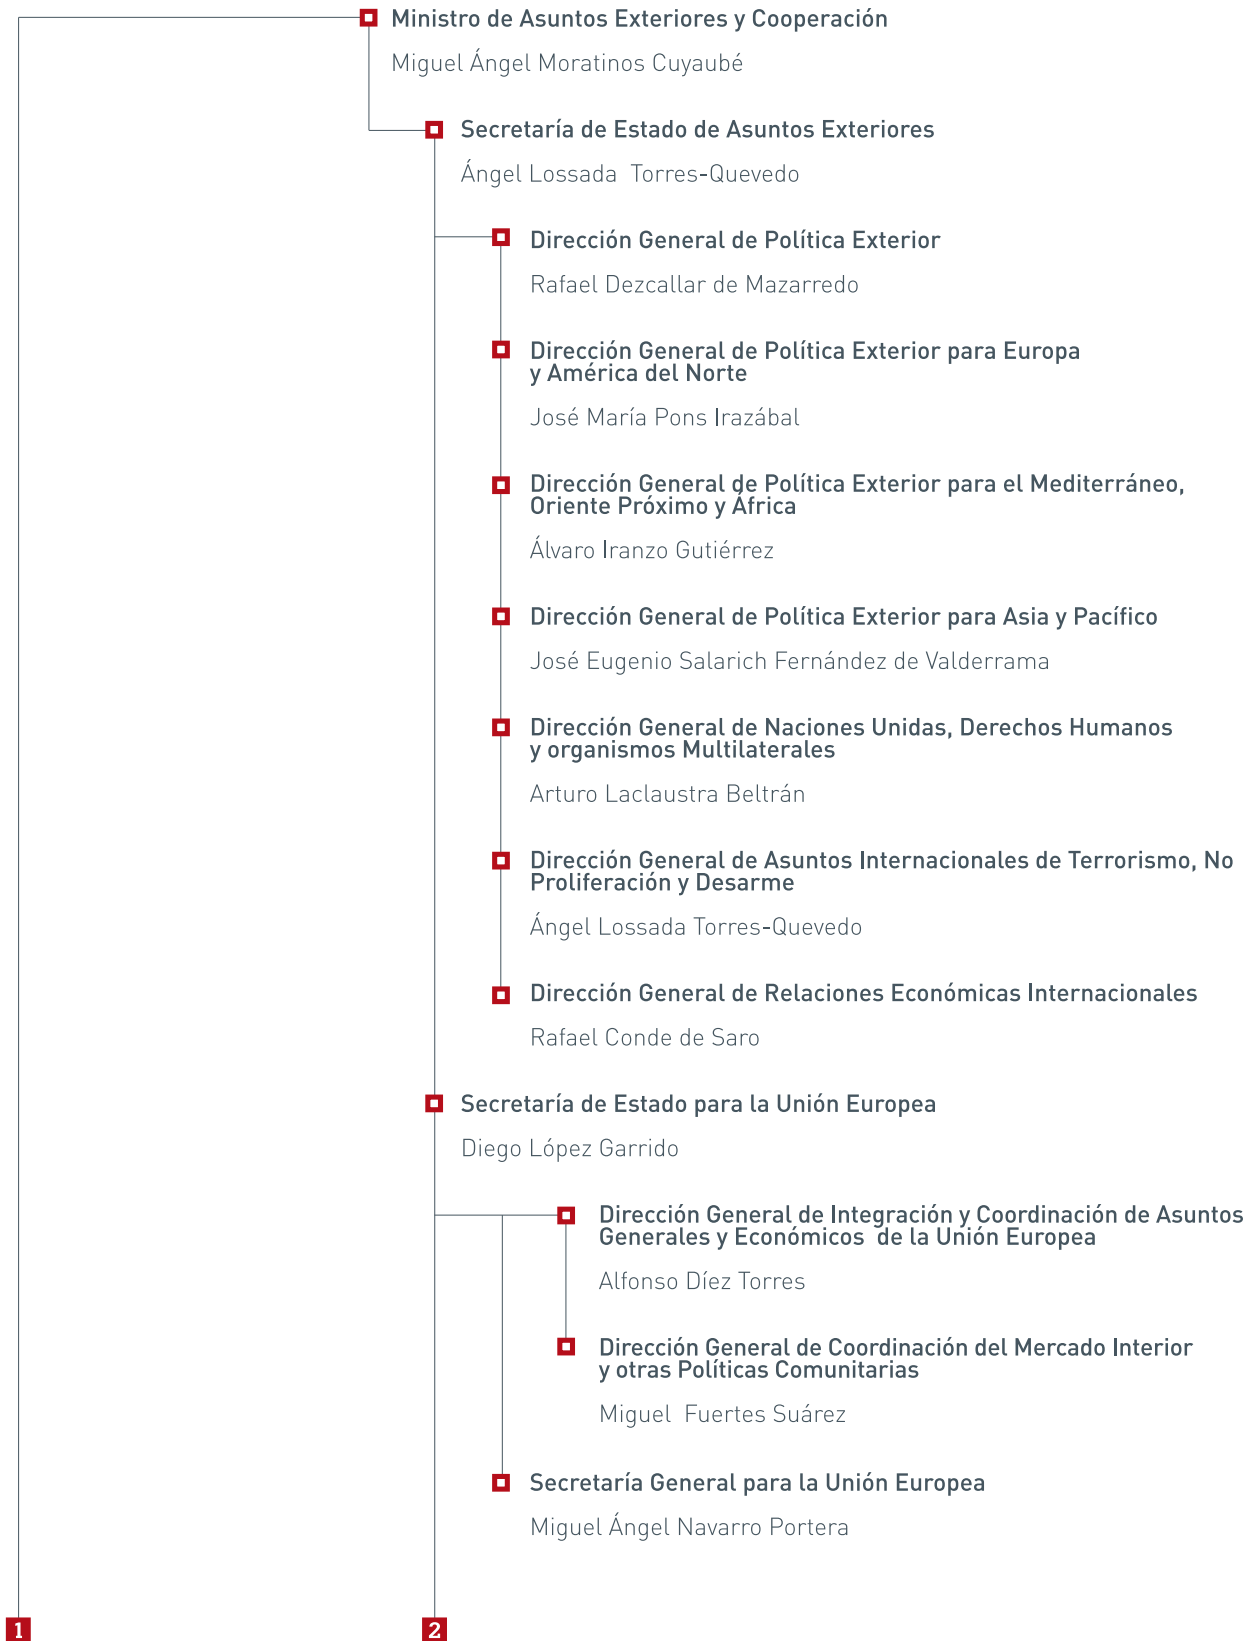 Ministro de Asuntos Exteriores y Cooperación
Miguel Ángel Moratinos Cuyaubé
Secretaría de Estado de Asuntos Exteriores
Ángel Lossada Torres-Quevedo
Dirección General de Política Exterior
Rafael Dezcallar de Mazarredo
Dirección General de Política Exterior para Europa
y América del Norte
José María Pons Irazábal
Dirección General de Política Exterior para el Mediterráneo,
Oriente Próximo y África
Álvaro Iranzo Gutiérrez
Dirección General de Política Exterior para Asia y Pacífico
José Eugenio Salarich Fernández de Valderrama
Dirección General de Naciones Unidas, Derechos Humanos
y organismos Multilaterales
Arturo Laclaustra Beltrán
Dirección General de Asuntos Internacionales de Terrorismo, No
Proliferación y Desarme
Ángel Lossada Torres-Quevedo
Dirección General de Relaciones Económicas Internacionales
Rafael Conde de Saro
Secretaría de Estado para la Unión Europea
Diego López Garrido
Dirección General de Integración y Coordinación de Asuntos
Generales y Económicos de la Unión Europea
Alfonso Díez Torres
Dirección General de Coordinación del Mercado Interior
y otras Políticas Comunitarias
Miguel Fuertes Suárez
Secretaría General para la Unión Europea
Miguel Ángel Navarro Portera
1 2